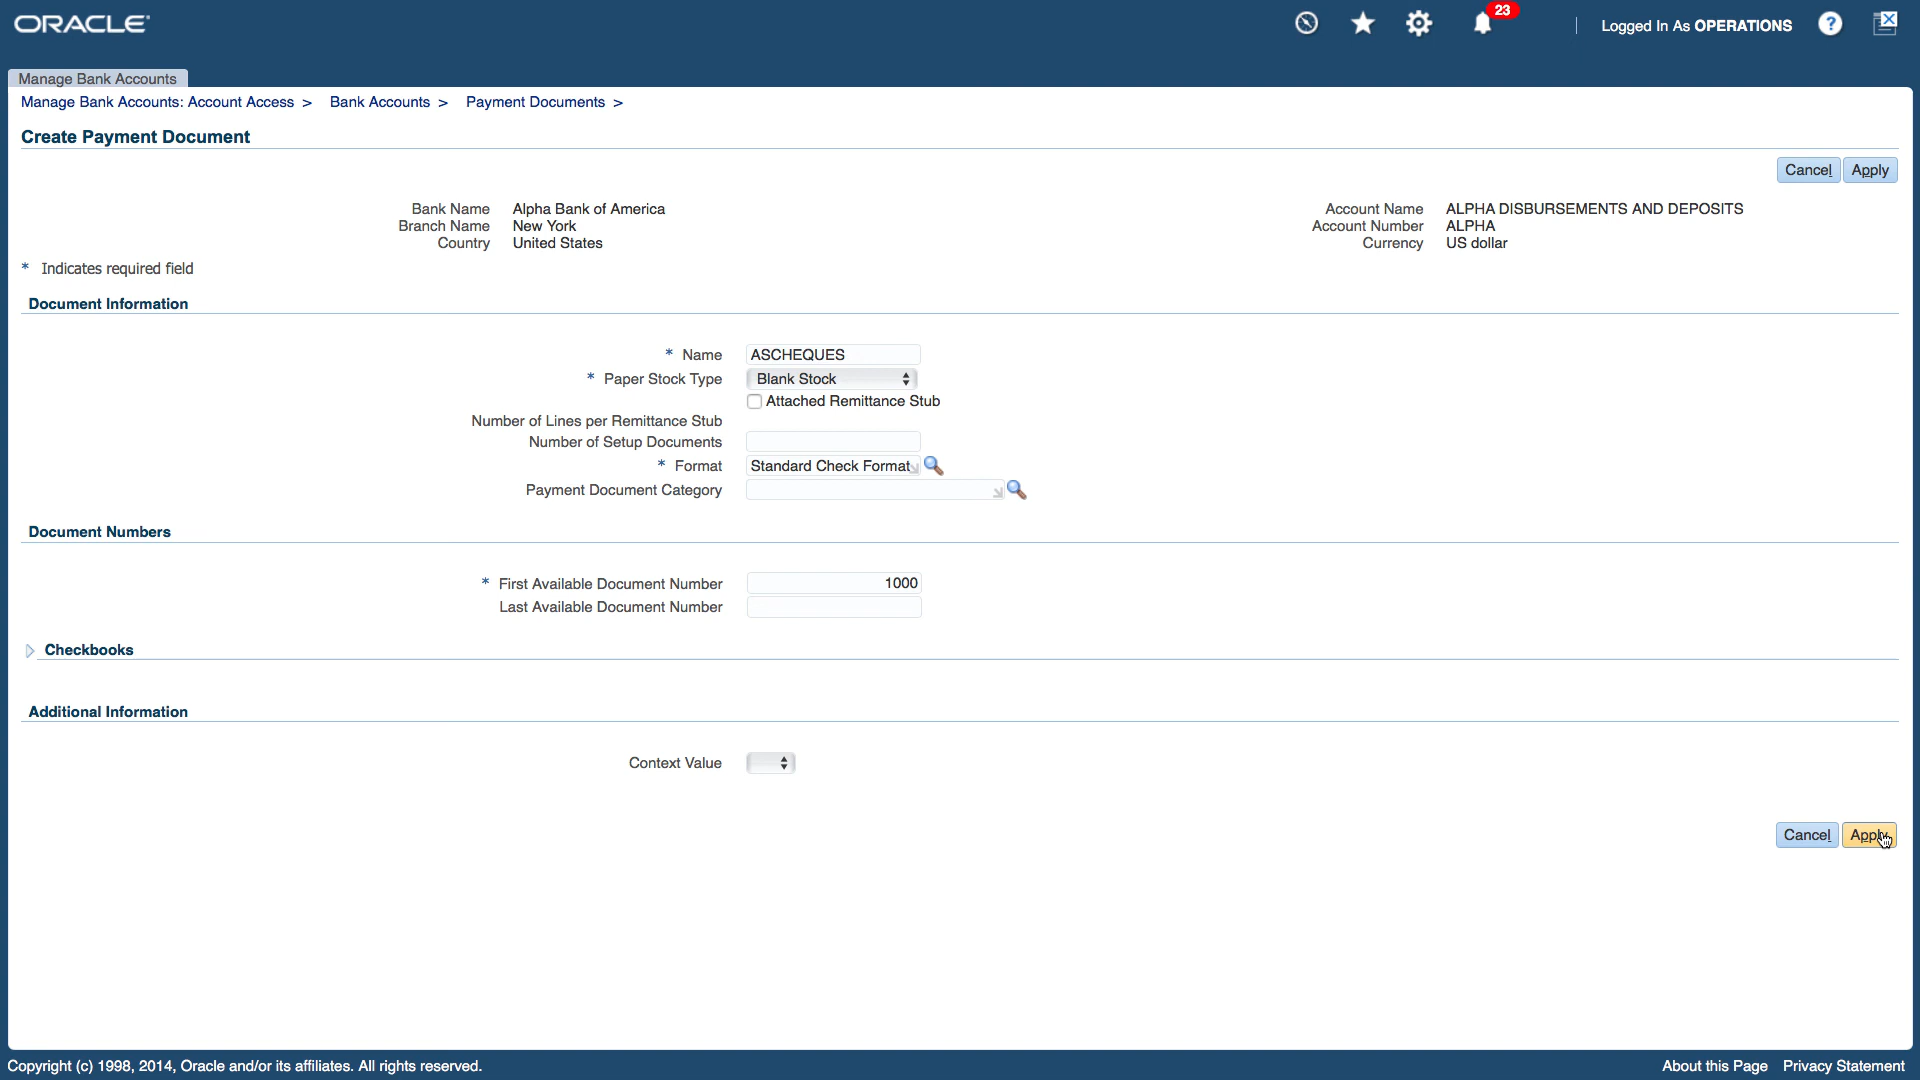 ORACLE
23
Logged In As OPERATIONS
?
Manage Bank Accounts
Manage Bank Accounts: Account Access > Bank Accounts > Payment Documents >
Create Payment Document
Cancel Apply
Bank Name Alpha Bank of America
Branch Name New York
Country United States
Account Name ALPHA DISBURSEMENTS AND DEPOSITS
Account Number ALPHA
Currency US dollar
* Indicates required field
Document Information
* Name ASCHEQUES
* Paper Stock Type Blank Stock
Attached Remittance Stub
Number of Lines per Remittance Stub
Number of Setup Documents
* Format Standard Check Format
Payment Document Category
Document Numbers
* First Available Document Number 1000
Last Available Document Number
Checkbooks
Additional Information
Context Value
Cancel Apply
Copyright (c) 1998, 2014, Oracle and/or its affiliates. All rights reserved.
About this Page Privacy Statement